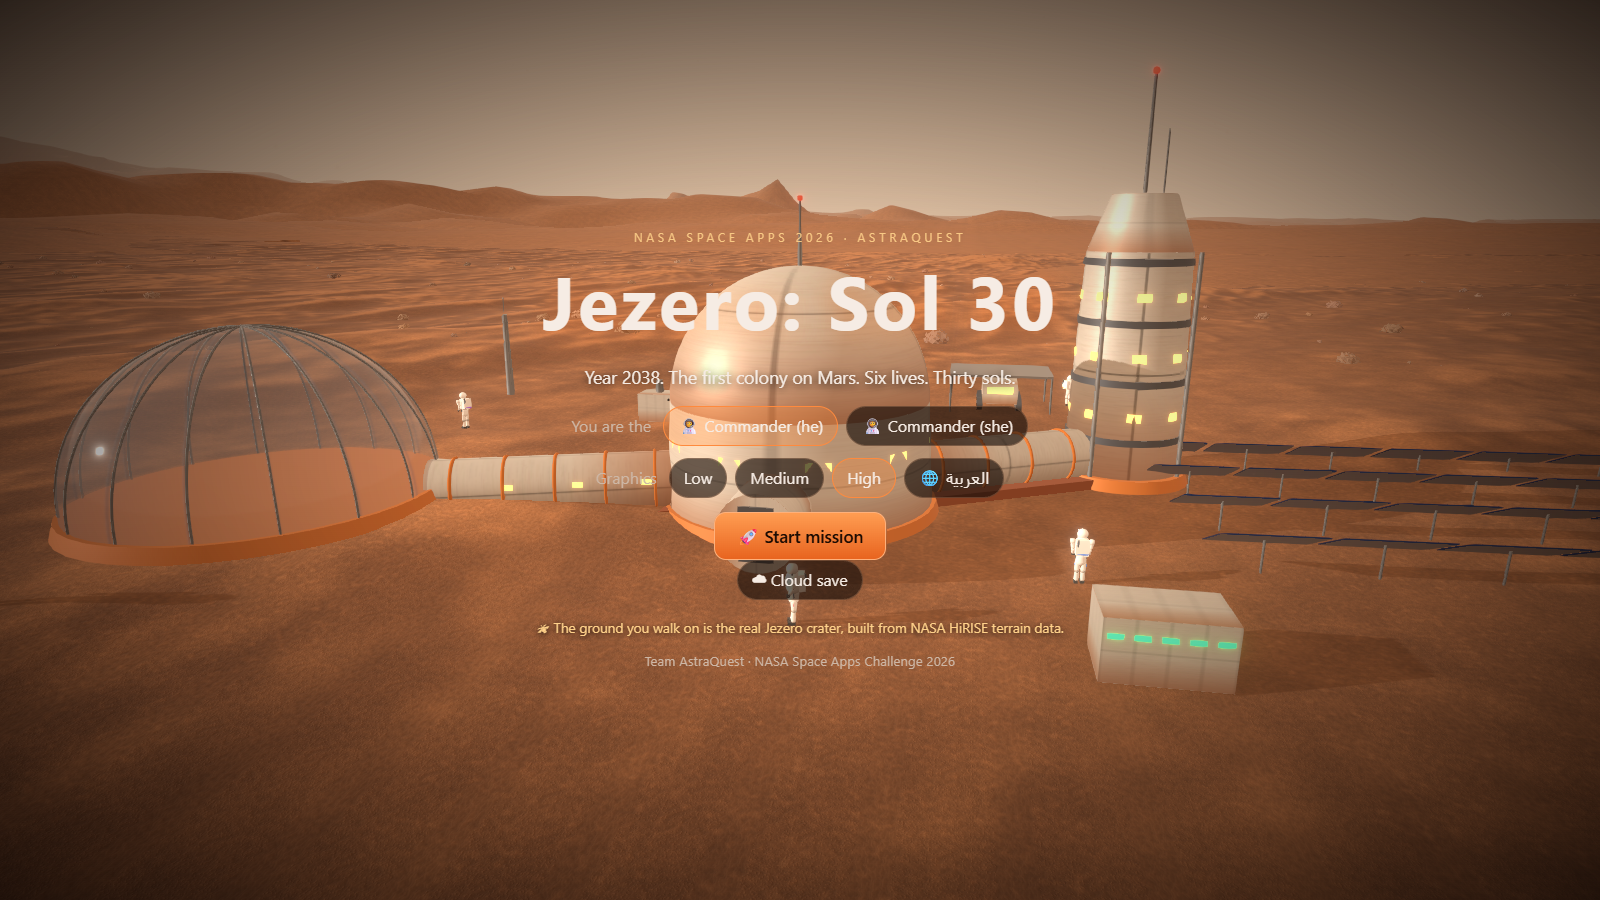 NASA SPACE APPS 2026 · ASTRAQUEST
Jezero: Sol 30
Year 2038. The first colony on Mars. Six lives. Thirty sols.
You are the Commander (he) Commander (she)
Graphics Low Medium High العربية
Start mission
Cloud save
The ground you walk on is the real Jezero crater, built from NASA HiRISE terrain data.
Team AstraQuest · NASA Space Apps Challenge 2026